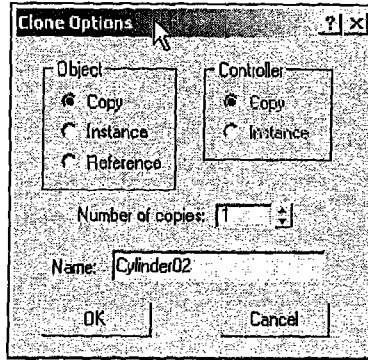 Clone Options
Object
Copy
Instance
Reference
Controller
Copy
Instance
Number of copies: 1
Name: Cylinder02
OK
Cancel